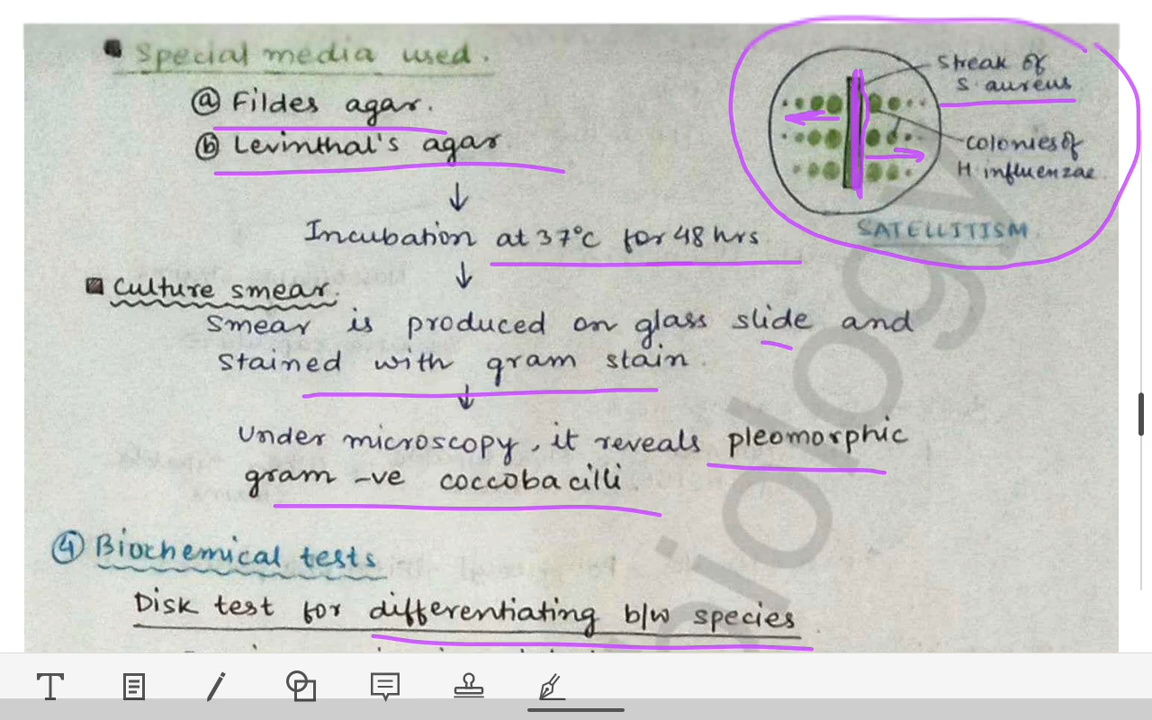 Special media used.
ⓐ Fildes agar.
ⓑ Levinthal's agar
↓
Incubation at 37°c for 48 hrs
↓
Culture smear.
Smear is produced on glass slide and
stained with gram stain.
↓
Under microscopy, it reveals pleomorphic
gram -ve coccobacilli.
④ Biochemical tests
Disk test for differentiating b/w species
Streak of
S. aureus
colonies of
H influenzae.
SATELLITISM.